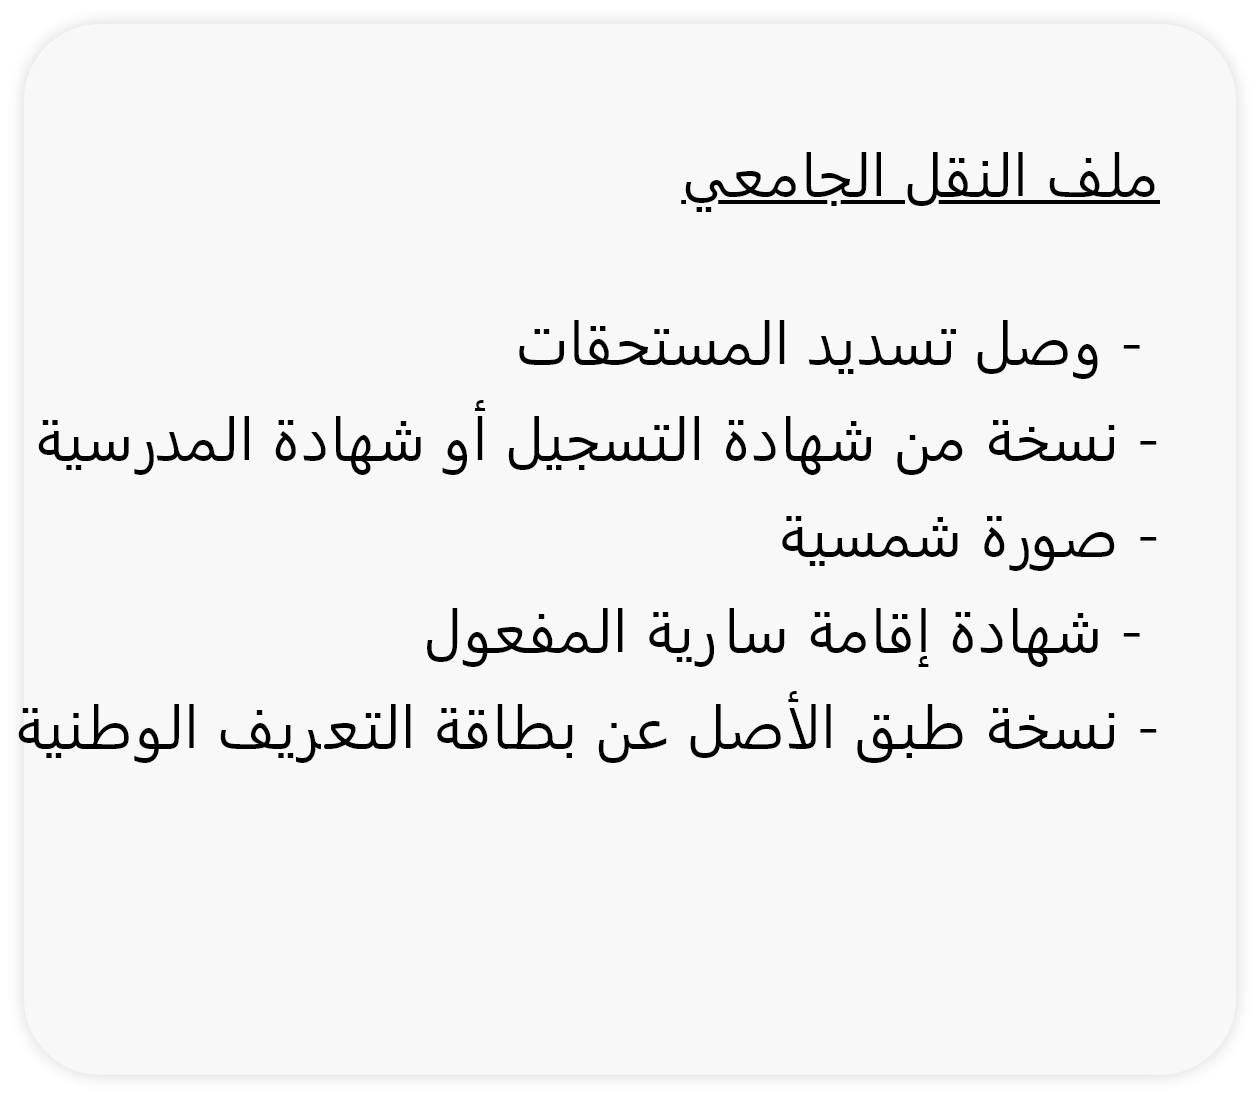 ملف النقل الجامعي
- وصل تسديد المستحقات
- نسخة من شهادة التسجيل أو شهادة المدرسية
- صورة شمسية
- شهادة إقامة سارية المفعول
- نسخة طبق الأصل عن بطاقة التعريف الوطنية